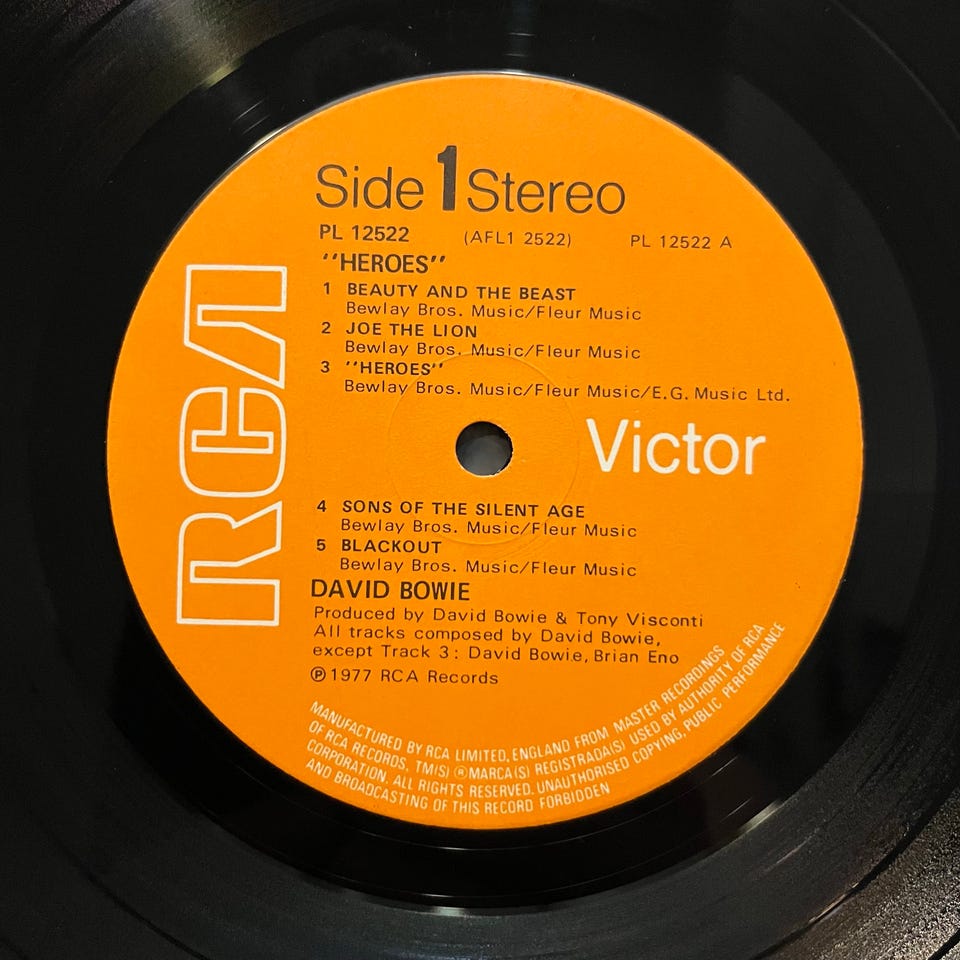 Side 1 Stereo
PL 12522 (AFL1 2522) PL 12522 A
"HEROES"
1 BEAUTY AND THE BEAST
Bewlay Bros. Music/Fleur Music
2 JOE THE LION
Bewlay Bros. Music/Fleur Music
3 "HEROES"
Bewlay Bros. Music/Fleur Music/E.G. Music Ltd.
RCA
Victor
4 SONS OF THE SILENT AGE
Bewlay Bros. Music/Fleur Music
5 BLACKOUT
Bewlay Bros. Music/Fleur Music
DAVID BOWIE
Produced by David Bowie & Tony Visconti
All tracks composed by David Bowie,
except Track 3: David Bowie, Brian Eno
℗ 1977 RCA Records
MANUFACTURED BY RCA LIMITED, ENGLAND FROM MASTER RECORDINGS
OF RCA RECORDS, TM(S) ® MARCA(S) REGISTRADA(S) USED BY AUTHORITY OF RCA
CORPORATION. ALL RIGHTS RESERVED. UNAUTHORISED COPYING, PUBLIC PERFORMANCE
AND BROADCASTING OF THIS RECORD FORBIDDEN